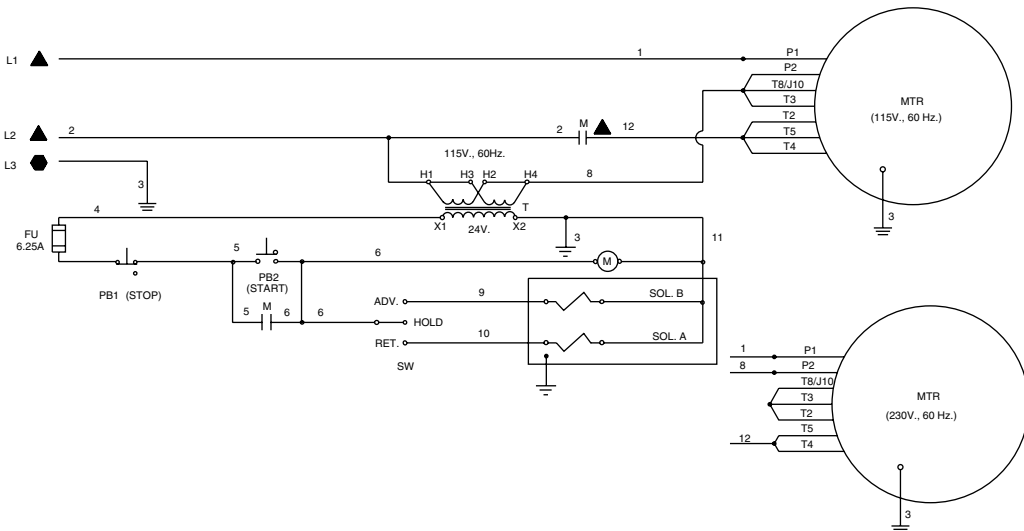 L1
1
P1
P2
T8/J10
T3
MTR
(115V., 60 Hz.)
T2
T5
T4
3
L2
2
2
M
12
115V., 60Hz.
L3
3
H1
H3
H2
H4
8
T
X1
24V.
X2
4
3
11
FU
6.25A
PB1 (STOP)
5
PB2
(START)
6
M
5
M
6
6
ADV.
9
SOL. B
HOLD
RET.
10
SOL. A
SW
1
P1
8
P2
T8/J10
T3
T2
T5
12
T4
MTR
(230V., 60 Hz.)
3